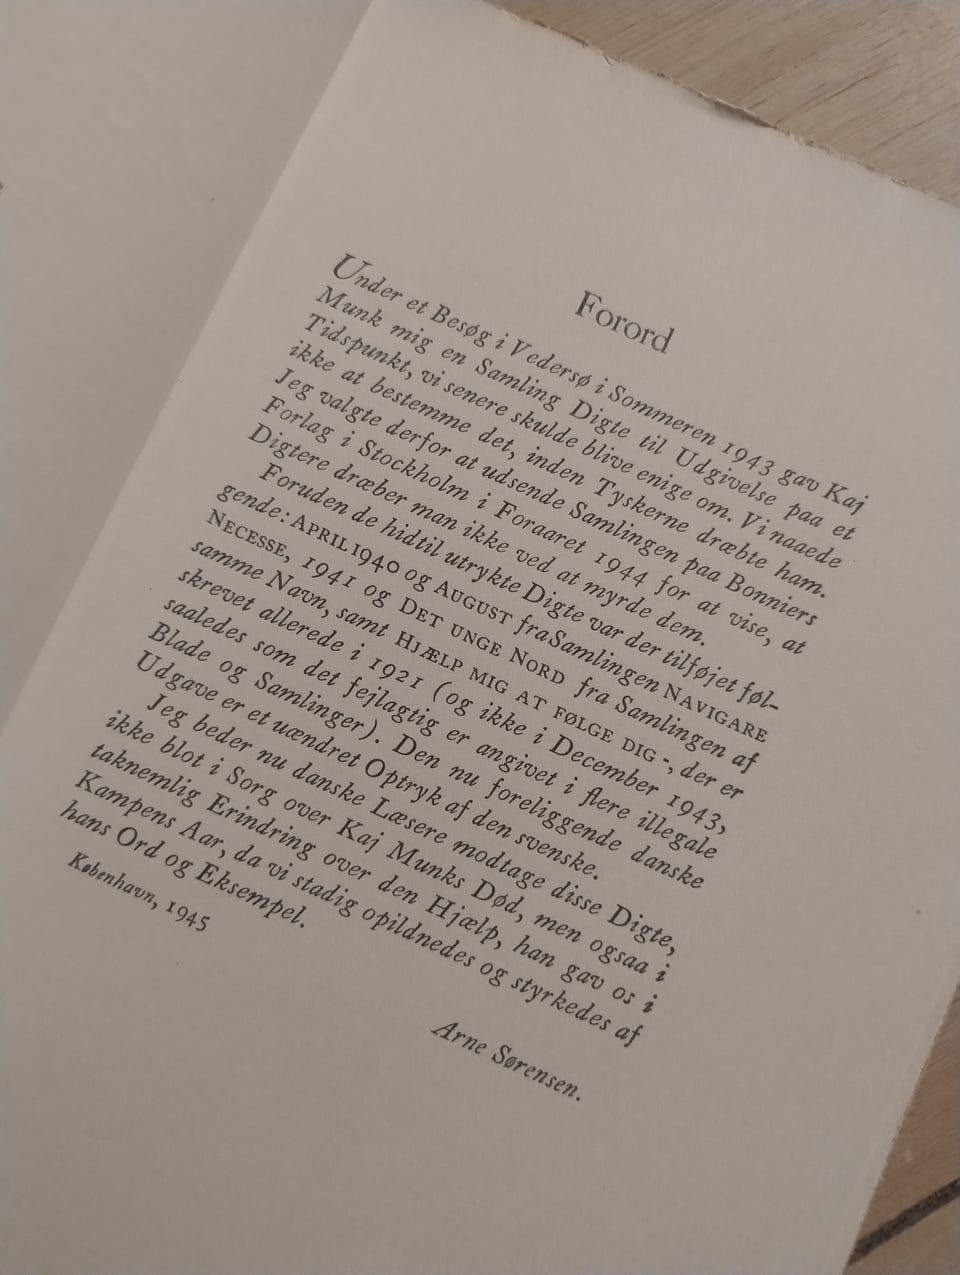 Forord
Under et Besøg i Vedersø i Sommeren 1943 gav Kaj
Munk mig en Samling Digte til Udgivelse paa et
Tidspunkt, vi senere skulde blive enige om. Vi naaede
ikke at bestemme det, inden Tyskerne dræbte ham.
Jeg valgte derfor at udsende Samlingen paa Bonniers
Forlag i Stockholm i Foraaret 1944 for at vise, at
Digtere dræber man ikke ved at myrde dem.
Foruden de hidtil utrykte Digte var der tilføjet føl-
gende: APRIL 1940 og AUGUST fra Samlingen NAVIGARE
NECESSE, 1941 og DET UNGE NORD fra Samlingen af
samme Navn, samt HJÆLP MIG AT FØLGE DIG -, der er
skrevet allerede i 1921 (og ikke i December 1943,
saaledes som det fejlagtig er angivet i flere illegale
Blade og Samlinger). Den nu foreliggende danske
Udgave er et uændret Optryk af den svenske.
Jeg beder nu danske Læsere modtage disse Digte,
ikke blot i Sorg over Kaj Munks Død, men ogsaa i
taknemlig Erindring over den Hjælp, han gav os i
Kampens Aar, da vi stadig opildnedes og styrkedes af
hans Ord og Eksempel.
København, 1945
Arne Sørensen.